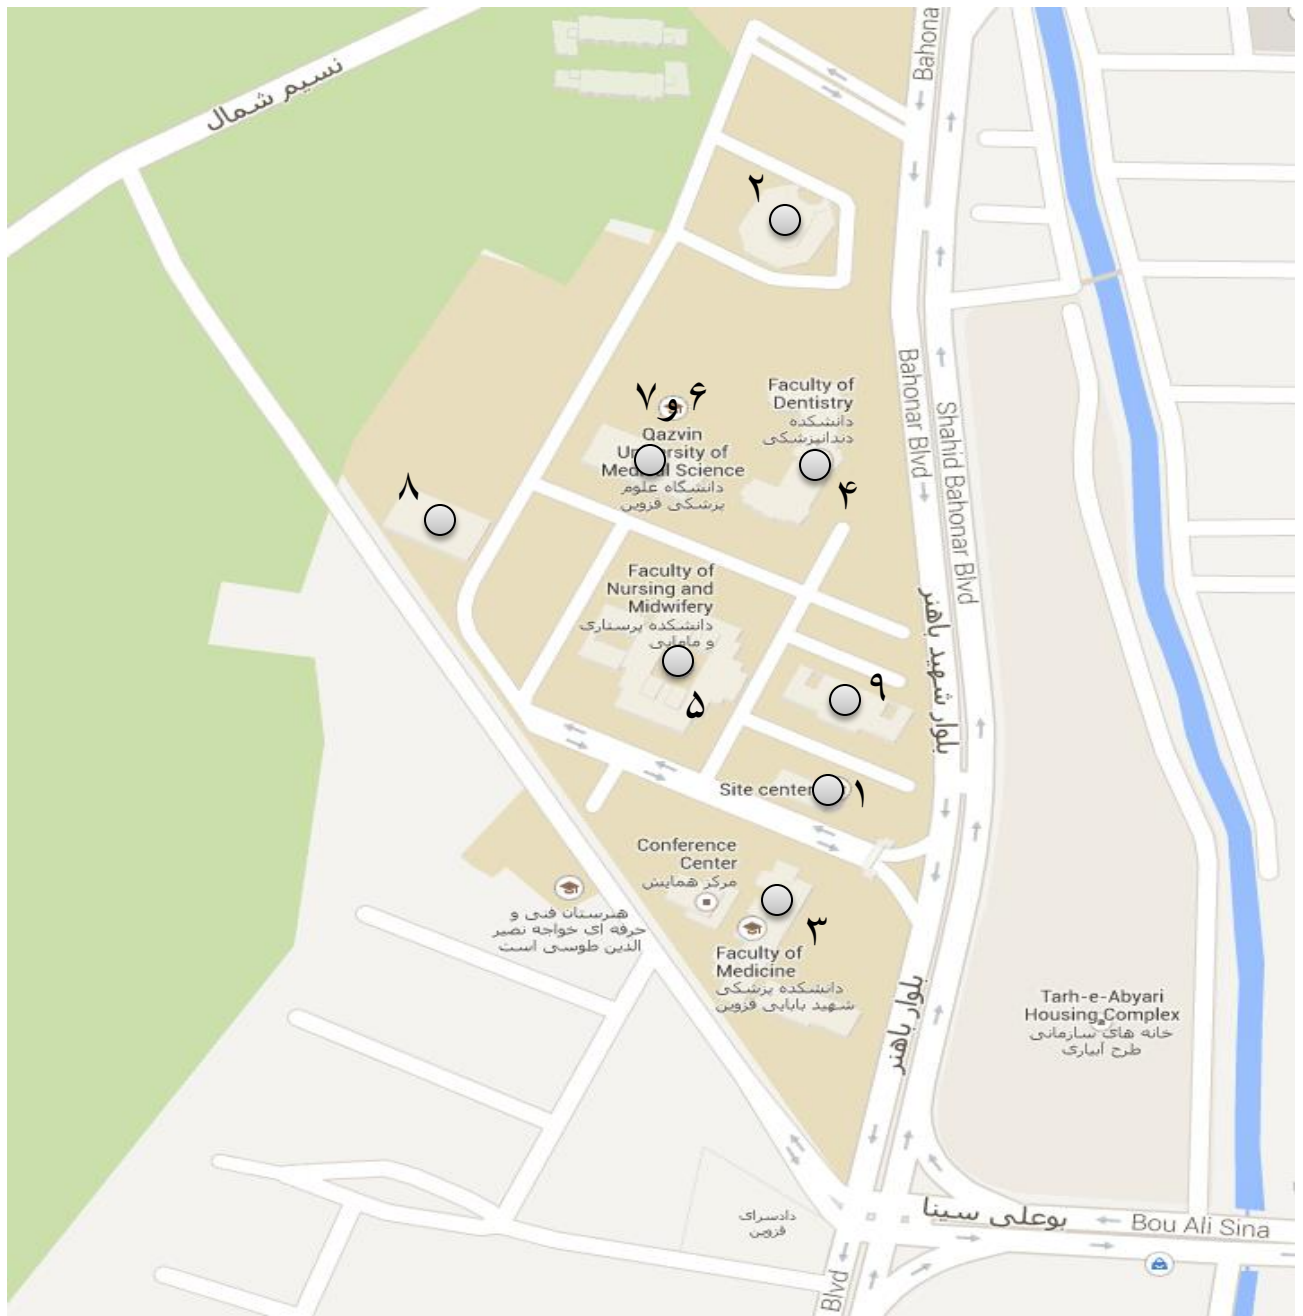 Bahona
Bahona
نسیم شمال
۲
Faculty of
Dentistry
دانشکده
دندانپزشکی
۶ و ۷
Qazvin
University of
Medical Science
دانشگاه علوم
پزشکی قزوین
۴
۸
Bahonar Blvd
Shahid Bahonar Blvd
Faculty of
Nursing and
Midwifery
دانشکده پرستاری
و مامایی
۵
۹
بلوار شهید باهنر
Site center
۱
Conference
Center
مرکز همایش
هنرستان فنی و
حرفه ای خواجه نصیر
الدین طوسی است
۳
Faculty of
Medicine
دانشکده پزشکی
شهید بابایی قزوین
بلوار باهنر
Tarh-e-Abyari
Housing Complex
خانه های سازمانی
طرح آبیاری
دادسرای
قزوین
بوعلی سینا
Bou Ali Sina
Blvd